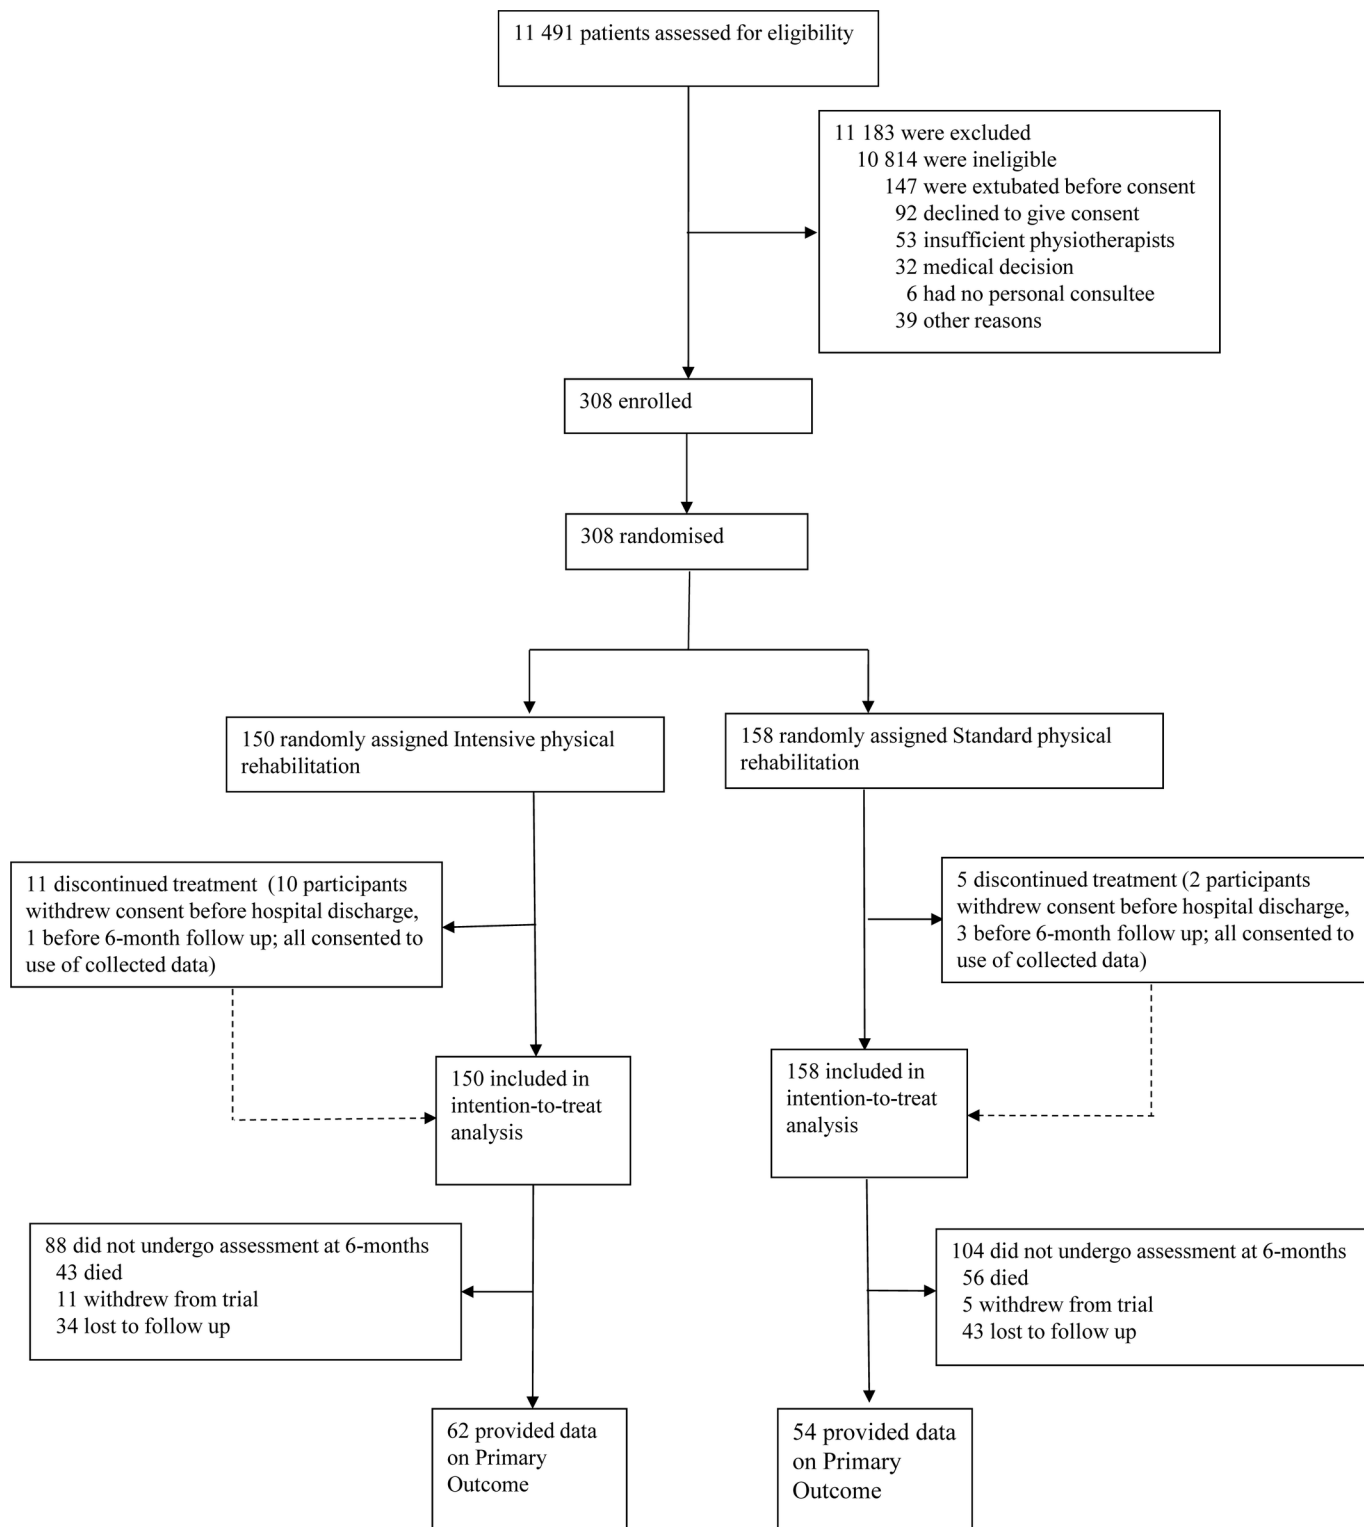 11 491 patients assessed for eligibility
11 183 were excluded
10 814 were ineligible
147 were extubated before consent
92 declined to give consent
53 insufficient physiotherapists
32 medical decision
6 had no personal consultee
39 other reasons
308 enrolled
308 randomised
150 randomly assigned Intensive physical
rehabilitation
158 randomly assigned Standard physical
rehabilitation
11 discontinued treatment (10 participants
withdrew consent before hospital discharge,
1 before 6-month follow up; all consented to
use of collected data)
5 discontinued treatment (2 participants
withdrew consent before hospital discharge,
3 before 6-month follow up; all consented to
use of collected data)
150 included in
intention-to-treat
analysis
158 included in
intention-to-treat
analysis
88 did not undergo assessment at 6-months
43 died
11 withdrew from trial
34 lost to follow up
104 did not undergo assessment at 6-months
56 died
5 withdrew from trial
43 lost to follow up
62 provided data
on Primary
Outcome
54 provided data
on Primary
Outcome